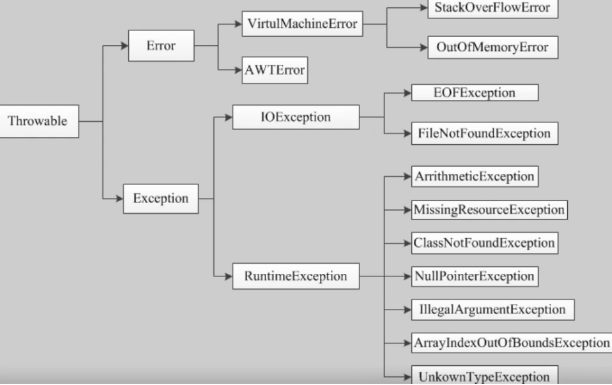 StackOverFlowError
VirtulMachineError
Error
OutOfMemoryError
AWTError
EOFException
IOException
Throwable
FileNotFoundException
ArrithmeticException
Exception
MissingResourceException
ClassNotFoundException
RuntimeException
NullPointerException
IllegalArgumentException
ArrayIndexOutOfBoundsException
UnkownTypeException